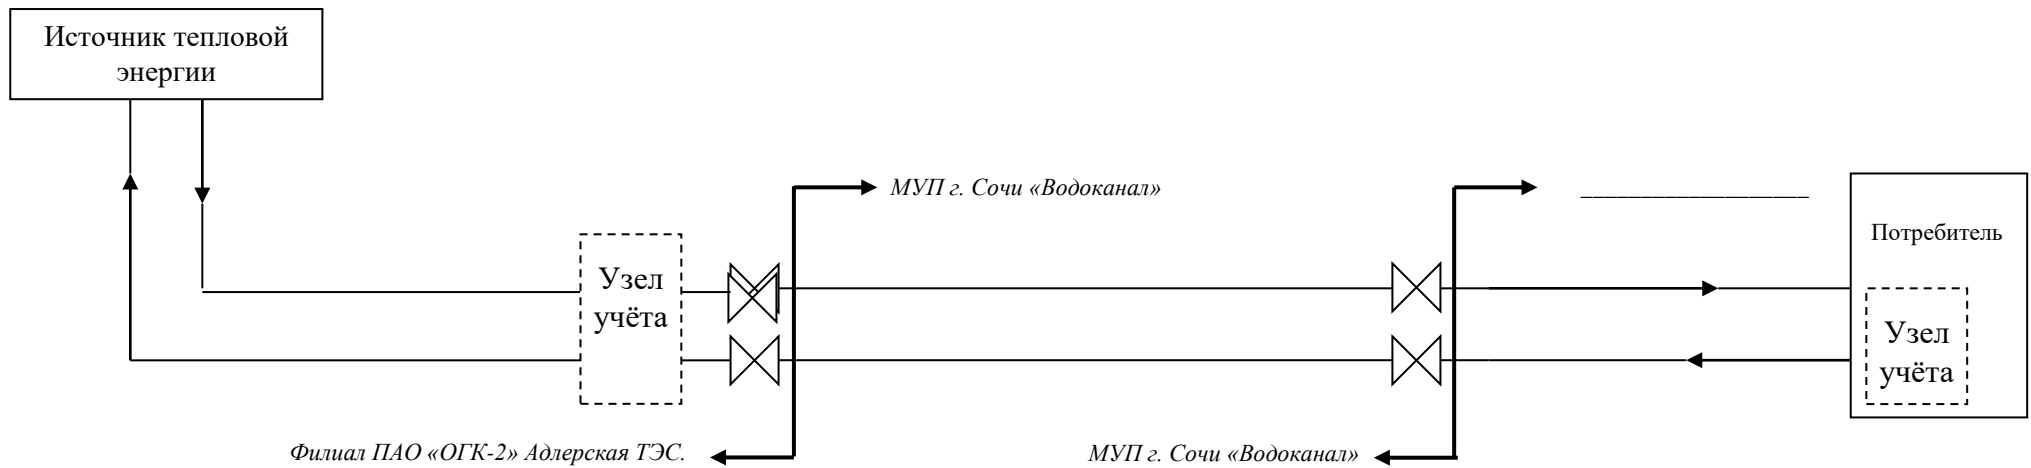 Источник тепловой
энергии
МУП г. Сочи «Водоканал»
___________________
Потребитель
Узел
учёта
Узел
учёта
Филиал ПАО «ОГК-2» Адлерская ТЭС.
МУП г. Сочи «Водоканал»